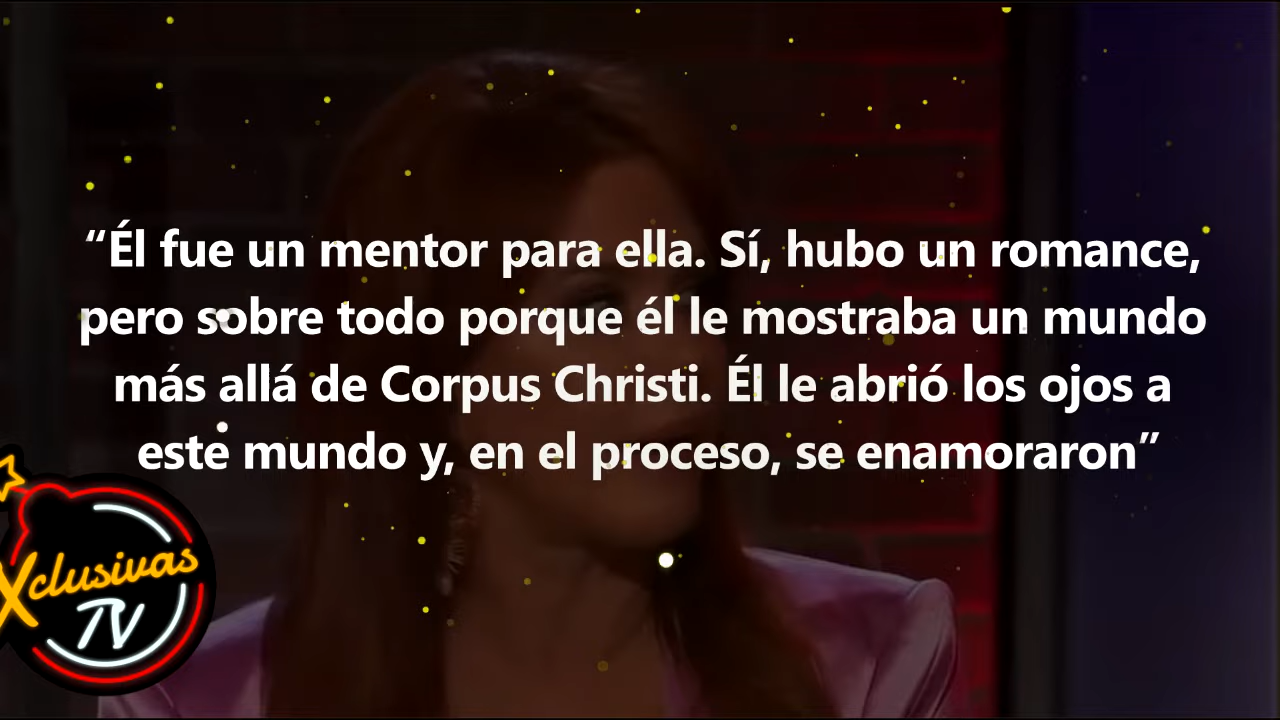 “Él fue un mentor para ella. Sí, hubo un romance,
pero sobre todo porque él le mostraba un mundo
más allá de Corpus Christi. Él le abrió los ojos a
este mundo y, en el proceso, se enamoraron”
Xclusivas
TV